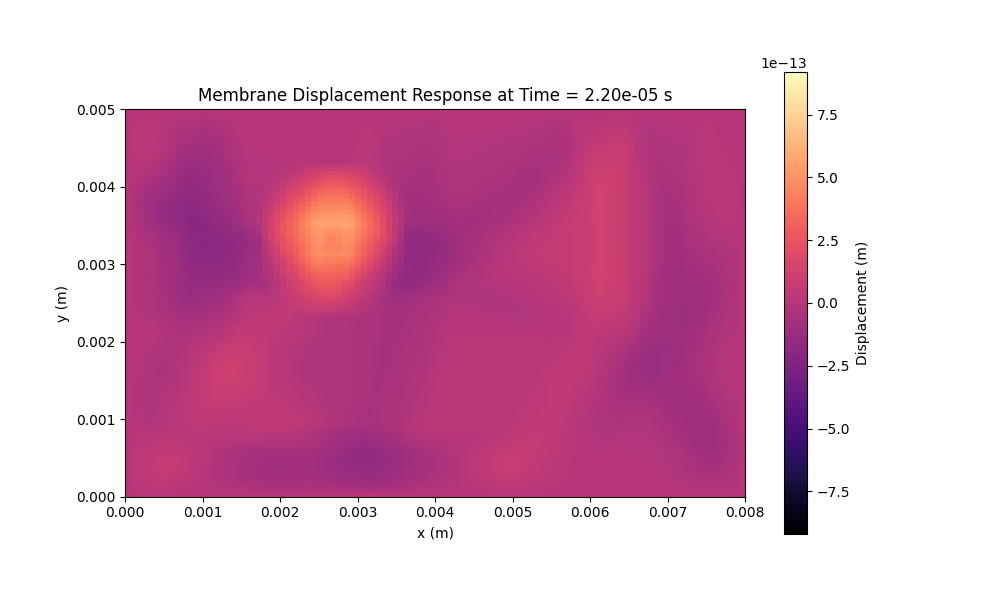 1e−13
Membrane Displacement Response at Time = 2.20e-05 s
0.005
0.004
0.003
0.002
0.001
0.000
y (m)
0.000 0.001 0.002 0.003 0.004 0.005 0.006 0.007 0.008
x (m)
7.5
5.0
2.5
0.0
−2.5
−5.0
−7.5
Displacement (m)